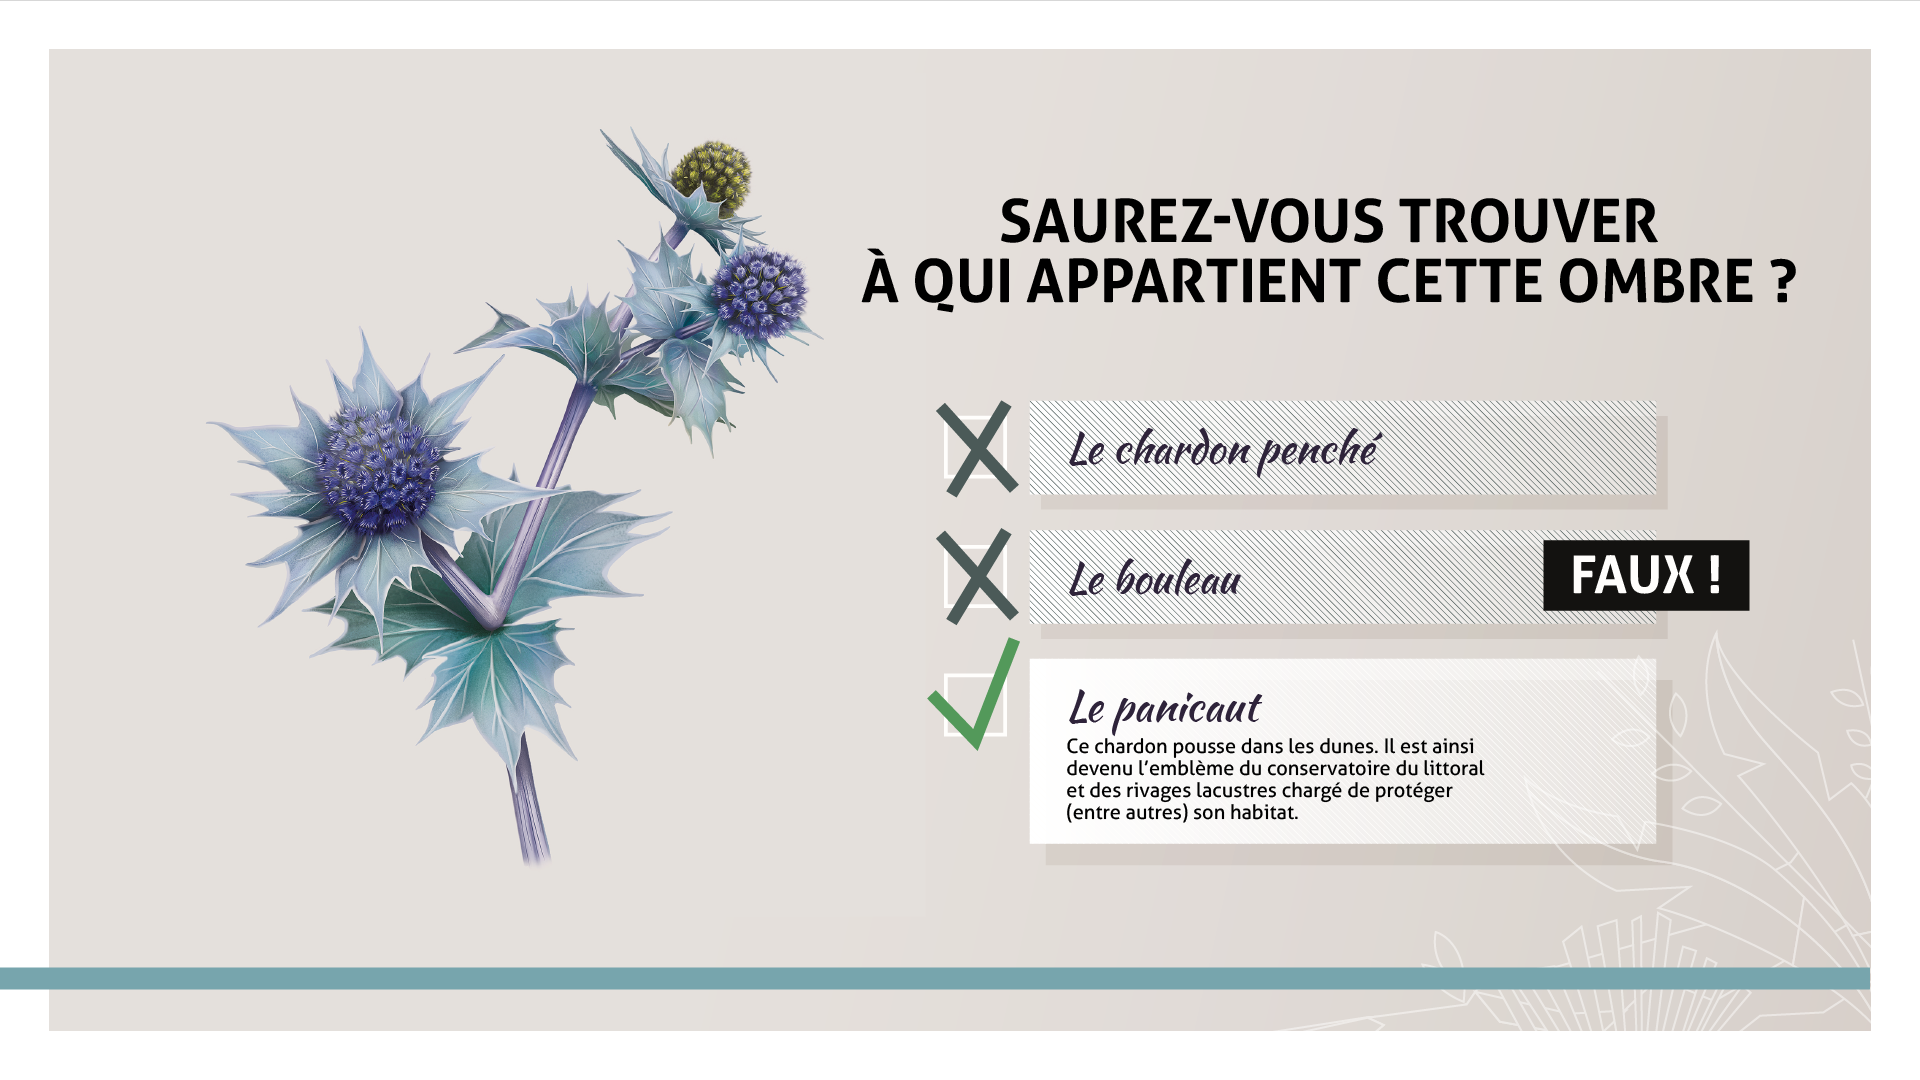 SAUREZ-VOUS TROUVER
À QUI APPARTIENT CETTE OMBRE ?
Le chardon penché
Le bouleau
FAUX !
Le panicaut
Ce chardon pousse dans les dunes. Il est ainsi
devenu l'emblème du conservatoire du littoral
et des rivages lacustres chargé de protéger
(entre autres) son habitat.